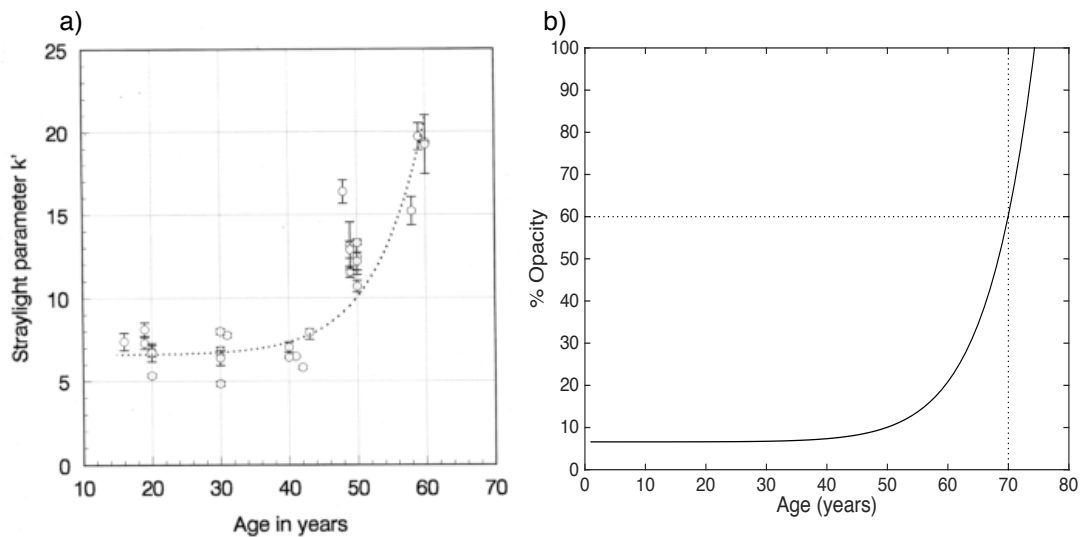 a)
25
20
15
10
5
0
10 20 30 40 50 60 70
Straylight parameter k'
Age in years
b)
100
90
80
70
60
50
40
30
20
10
0
0 10 20 30 40 50 60 70 80
% Opacity
Age (years)